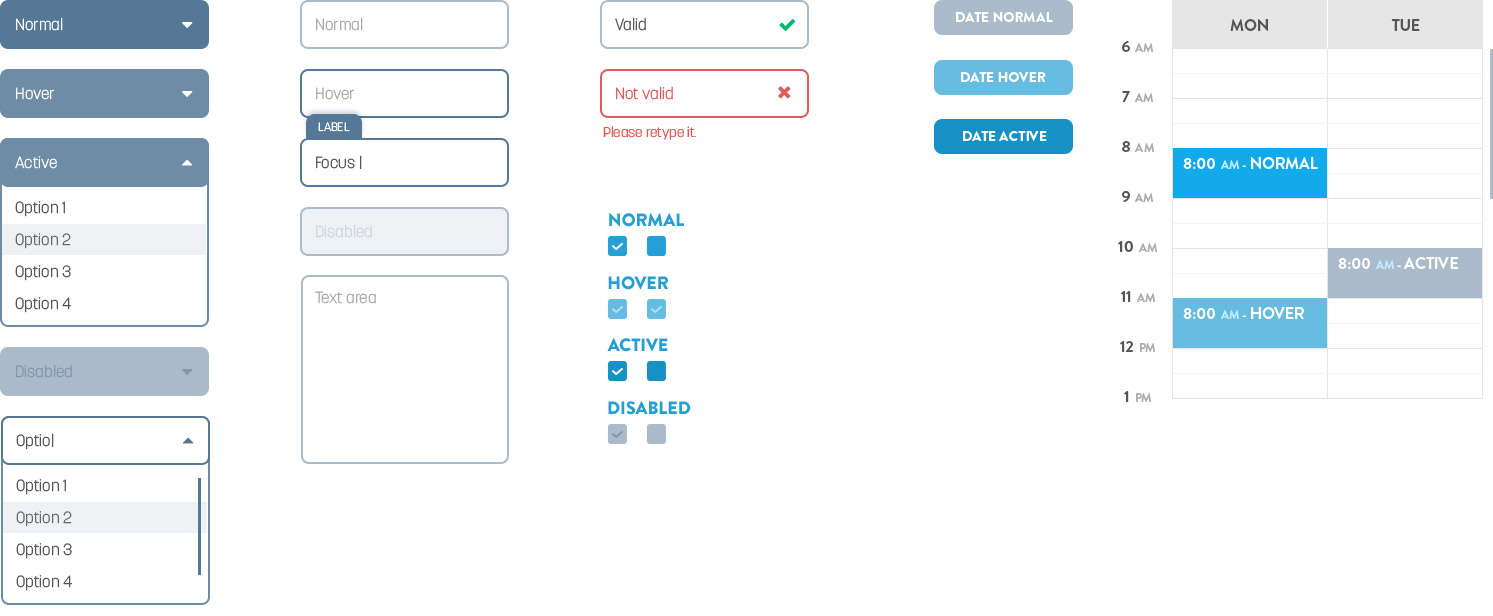 Normal
Hover
Active
Option 1
Option 2
Option 3
Option 4
Disabled
Optiol
Option 1
Option 2
Option 3
Option 4
Normal
Hover
LABEL
Focus |
Disabled
Text area
Valid
Not valid
Please retype it.
NORMAL
HOVER
ACTIVE
DISABLED
DATE NORMAL
DATE HOVER
DATE ACTIVE
MON TUE
6 AM
7 AM
8 AM
8:00 AM - NORMAL
9 AM
10 AM
8:00 AM - ACTIVE
11 AM
8:00 AM - HOVER
12 PM
1 PM